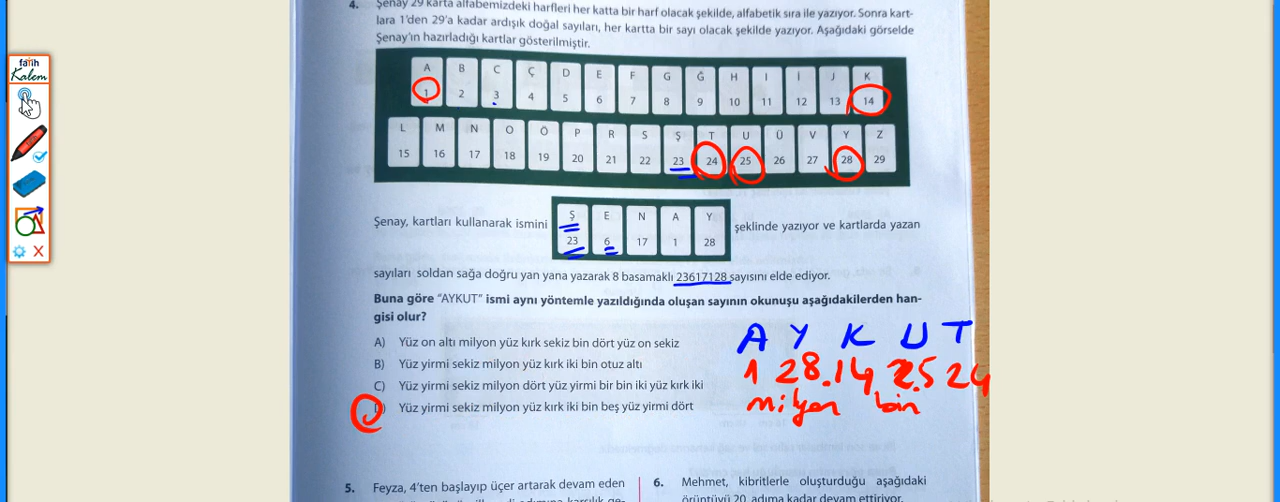 4. Şenay 29 karta alfabemizdeki harfleri her katta bir harf olacak şekilde, alfabetik sıra ile yazıyor. Sonra kart-
lara 1'den 29'a kadar ardışık doğal sayıları, her kartta bir sayı olacak şekilde yazıyor. Aşağıdaki görselde
Şenay'ın hazırladığı kartlar gösterilmiştir.
fatih
Kalem
A B C Ç D E F G Ğ H I İ J K
1 2 3 4 5 6 7 8 9 10 11 12 13 14
L M N O Ö P R S Ş T U Ü V Y Z
15 16 17 18 19 20 21 22 23 24 25 26 27 28 29
Şenay, kartları kullanarak ismini Ş E N A Y şeklinde yazıyor ve kartlarda yazan
23 6 17 1 28
sayıları soldan sağa doğru yan yana yazarak 8 basamaklı 23617128 sayısını elde ediyor.
Buna göre "AYKUT" ismi aynı yöntemle yazıldığında oluşan sayının okunuşu aşağıdakilerden han-
gisi olur?
A) Yüz on altı milyon yüz kırk sekiz bin dört yüz on sekiz
B) Yüz yirmi sekiz milyon yüz kırk iki bin otuz altı
C) Yüz yirmi sekiz milyon dört yüz yirmi bir bin iki yüz kırk iki
D) Yüz yirmi sekiz milyon yüz kırk iki bin beş yüz yirmi dört
A Y K U T
1 28.14 2.5 24
milyon bin
5. Feyza, 4'ten başlayıp üçer artarak devam eden
6. Mehmet, kibritlerle oluşturduğu aşağıdaki
örüntüyü 20. adıma kadar devam ettiriyor.